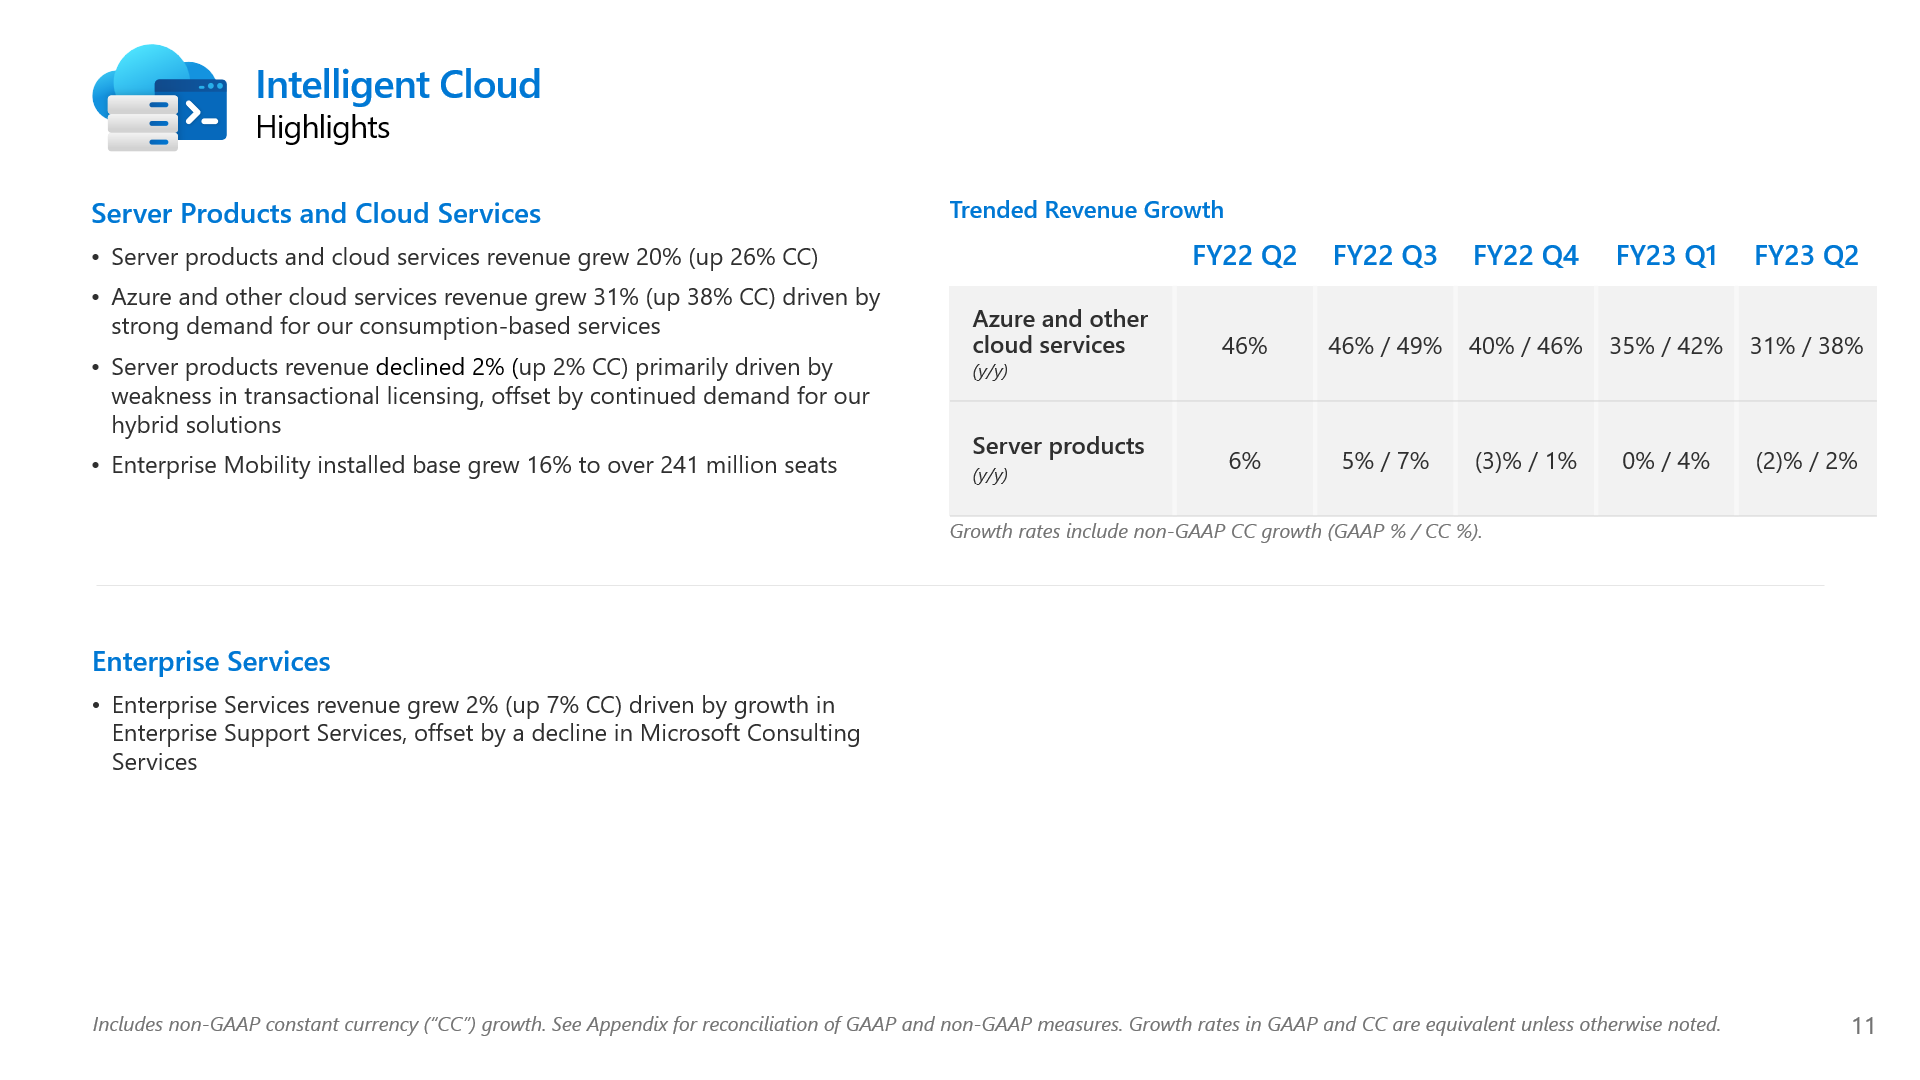 Intelligent Cloud
Highlights
Server Products and Cloud Services
• Server products and cloud services revenue grew 20% (up 26% CC)
• Azure and other cloud services revenue grew 31% (up 38% CC) driven by
strong demand for our consumption-based services
• Server products revenue declined 2% (up 2% CC) primarily driven by
weakness in transactional licensing, offset by continued demand for our
hybrid solutions
• Enterprise Mobility installed base grew 16% to over 241 million seats
Trended Revenue Growth
FY22 Q2 FY22 Q3 FY22 Q4 FY23 Q1 FY23 Q2
Azure and other
cloud services
(y/y)
46% 46% / 49% 40% / 46% 35% / 42% 31% / 38%
Server products
(y/y)
6% 5% / 7% (3)% / 1% 0% / 4% (2)% / 2%
Growth rates include non-GAAP CC growth (GAAP % / CC %).
Enterprise Services
• Enterprise Services revenue grew 2% (up 7% CC) driven by growth in
Enterprise Support Services, offset by a decline in Microsoft Consulting
Services
Includes non-GAAP constant currency (“CC”) growth. See Appendix for reconciliation of GAAP and non-GAAP measures. Growth rates in GAAP and CC are equivalent unless otherwise noted.
11